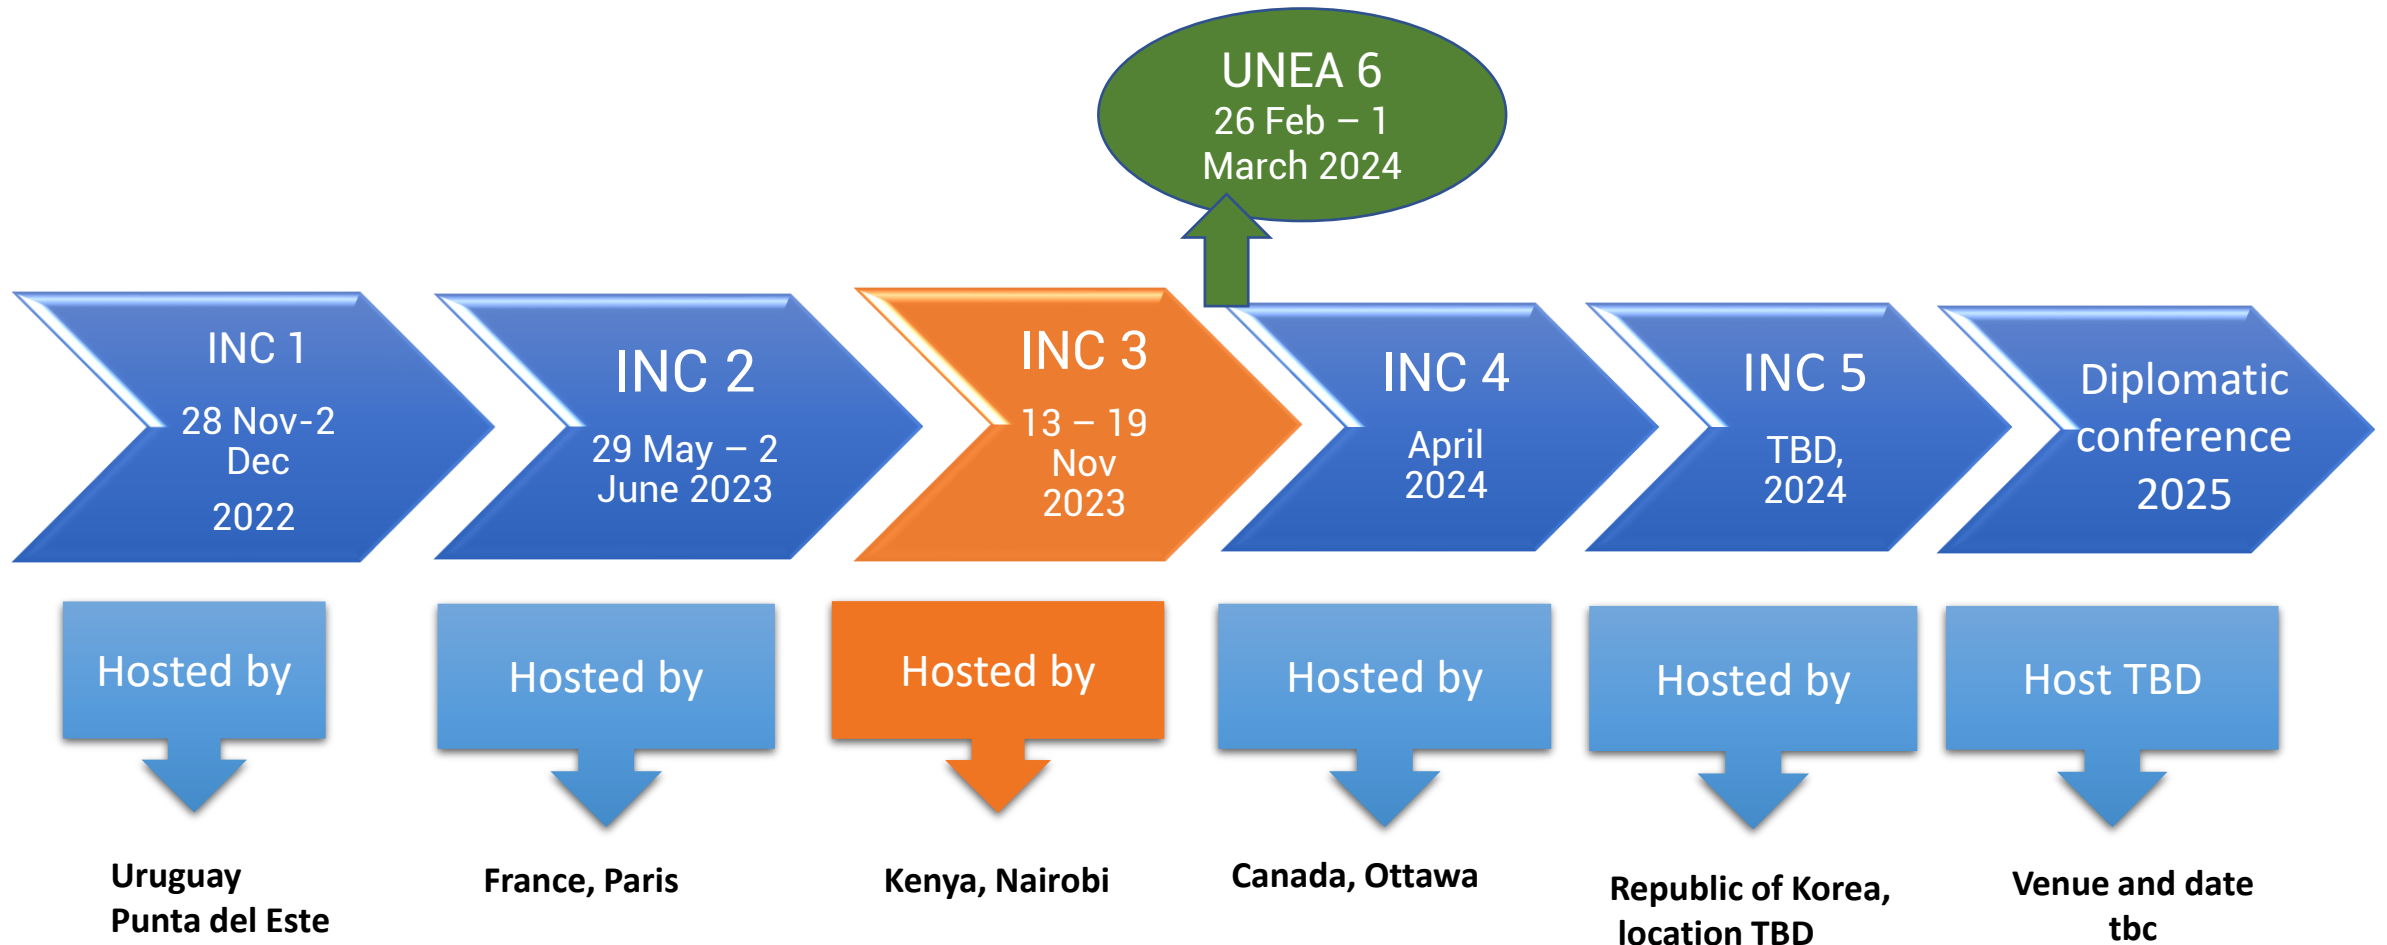 UNEA 6
26 Feb – 1
March 2024
INC 1
28 Nov-2
Dec
2022
INC 2
29 May – 2
June 2023
INC 3
13 – 19
Nov
2023
INC 4
April
2024
INC 5
TBD,
2024
Diplomatic
conference
2025
Hosted by
Hosted by
Hosted by
Hosted by
Hosted by
Host TBD
Uruguay
Punta del Este
France, Paris
Kenya, Nairobi
Canada, Ottawa
Republic of Korea,
location TBD
Venue and date
tbc